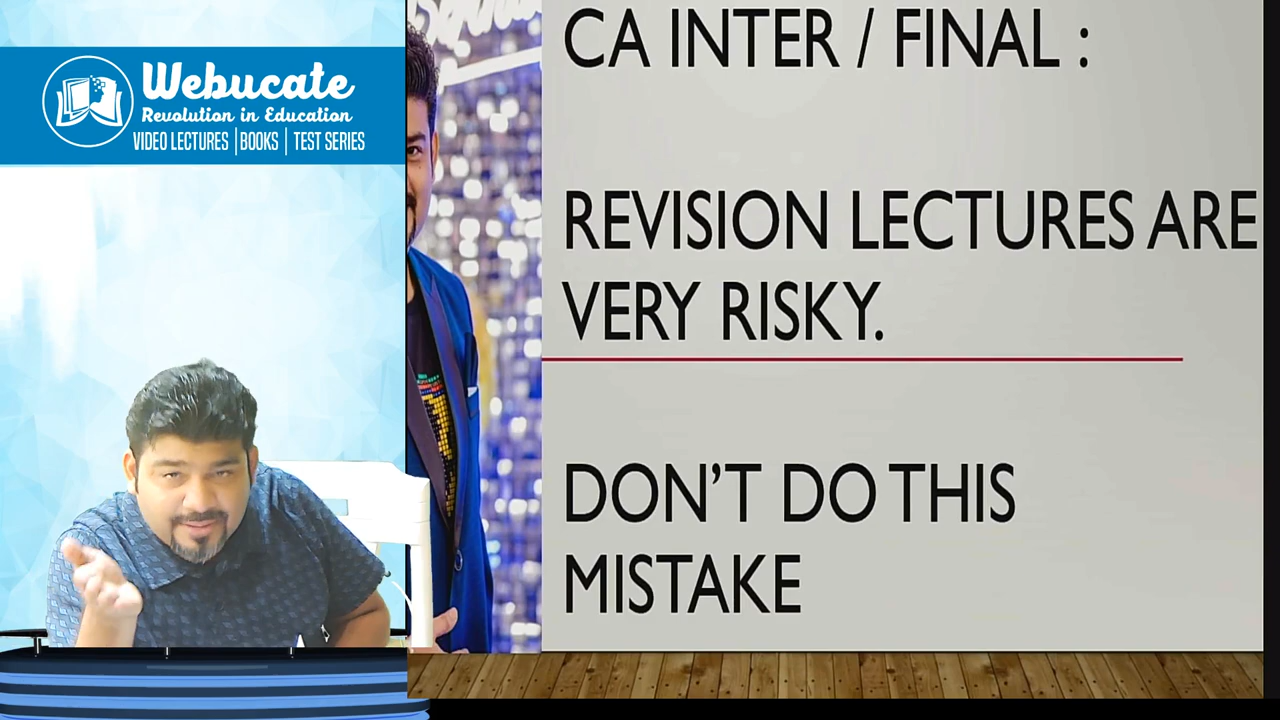 Webucate
Revolution in Education
VIDEO LECTURES | BOOKS | TEST SERIES
CA INTER / FINAL :
REVISION LECTURES ARE
VERY RISKY.
DON'T DO THIS
MISTAKE